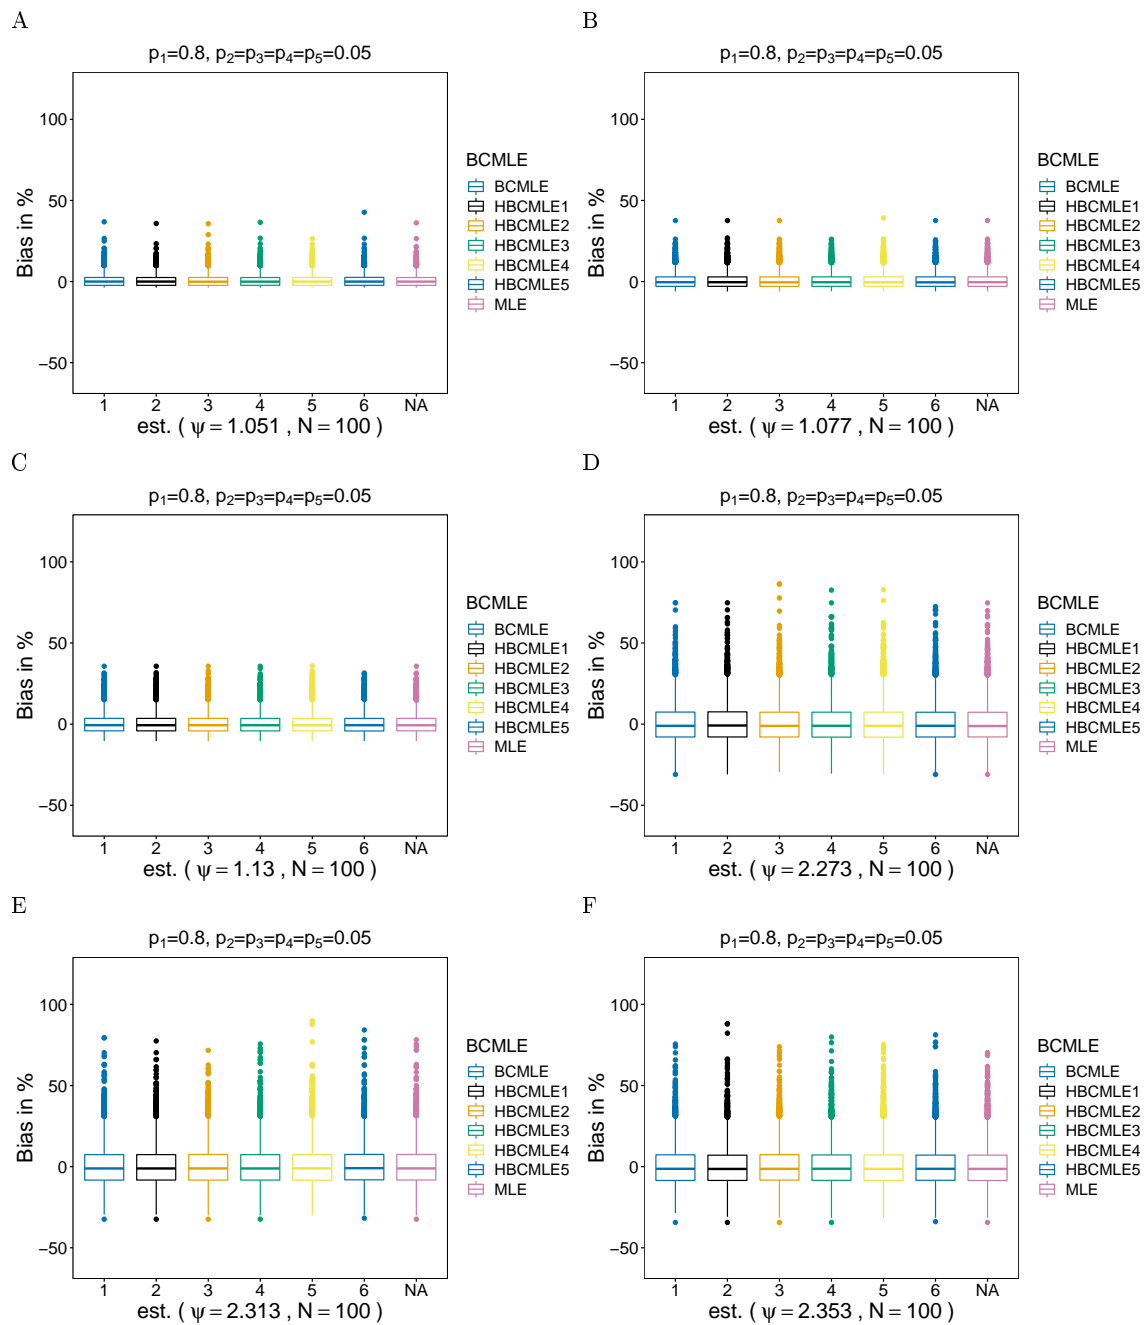 A
p₁=0.8, p₂=p₃=p₄=p₅=0.05
Bias in %
100
50
0
−50
1 2 3 4 5 6 NA
est. ( ψ = 1.051 , N = 100 )
BCMLE
BCMLE
HBCMLE1
HBCMLE2
HBCMLE3
HBCMLE4
HBCMLE5
MLE
B
p₁=0.8, p₂=p₃=p₄=p₅=0.05
Bias in %
100
50
0
−50
1 2 3 4 5 6 NA
est. ( ψ = 1.077 , N = 100 )
BCMLE
BCMLE
HBCMLE1
HBCMLE2
HBCMLE3
HBCMLE4
HBCMLE5
MLE
C
p₁=0.8, p₂=p₃=p₄=p₅=0.05
Bias in %
100
50
0
−50
1 2 3 4 5 6 NA
est. ( ψ = 1.13 , N = 100 )
BCMLE
BCMLE
HBCMLE1
HBCMLE2
HBCMLE3
HBCMLE4
HBCMLE5
MLE
D
p₁=0.8, p₂=p₃=p₄=p₅=0.05
Bias in %
100
50
0
−50
1 2 3 4 5 6 NA
est. ( ψ = 2.273 , N = 100 )
BCMLE
BCMLE
HBCMLE1
HBCMLE2
HBCMLE3
HBCMLE4
HBCMLE5
MLE
E
p₁=0.8, p₂=p₃=p₄=p₅=0.05
Bias in %
100
50
0
−50
1 2 3 4 5 6 NA
est. ( ψ = 2.313 , N = 100 )
BCMLE
BCMLE
HBCMLE1
HBCMLE2
HBCMLE3
HBCMLE4
HBCMLE5
MLE
F
p₁=0.8, p₂=p₃=p₄=p₅=0.05
Bias in %
100
50
0
−50
1 2 3 4 5 6 NA
est. ( ψ = 2.353 , N = 100 )
BCMLE
BCMLE
HBCMLE1
HBCMLE2
HBCMLE3
HBCMLE4
HBCMLE5
MLE